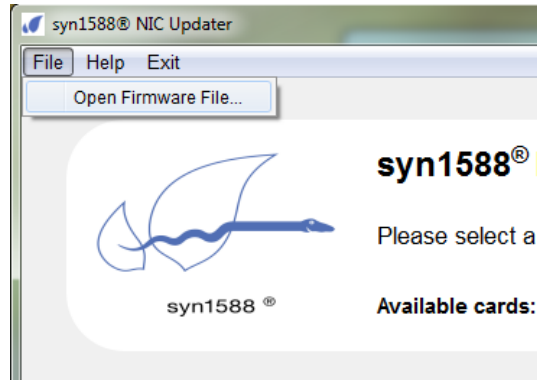 syn1588® NIC Updater
File Help Exit
Open Firmware File...
syn1588®
Please select a
Available cards:
syn1588 ®